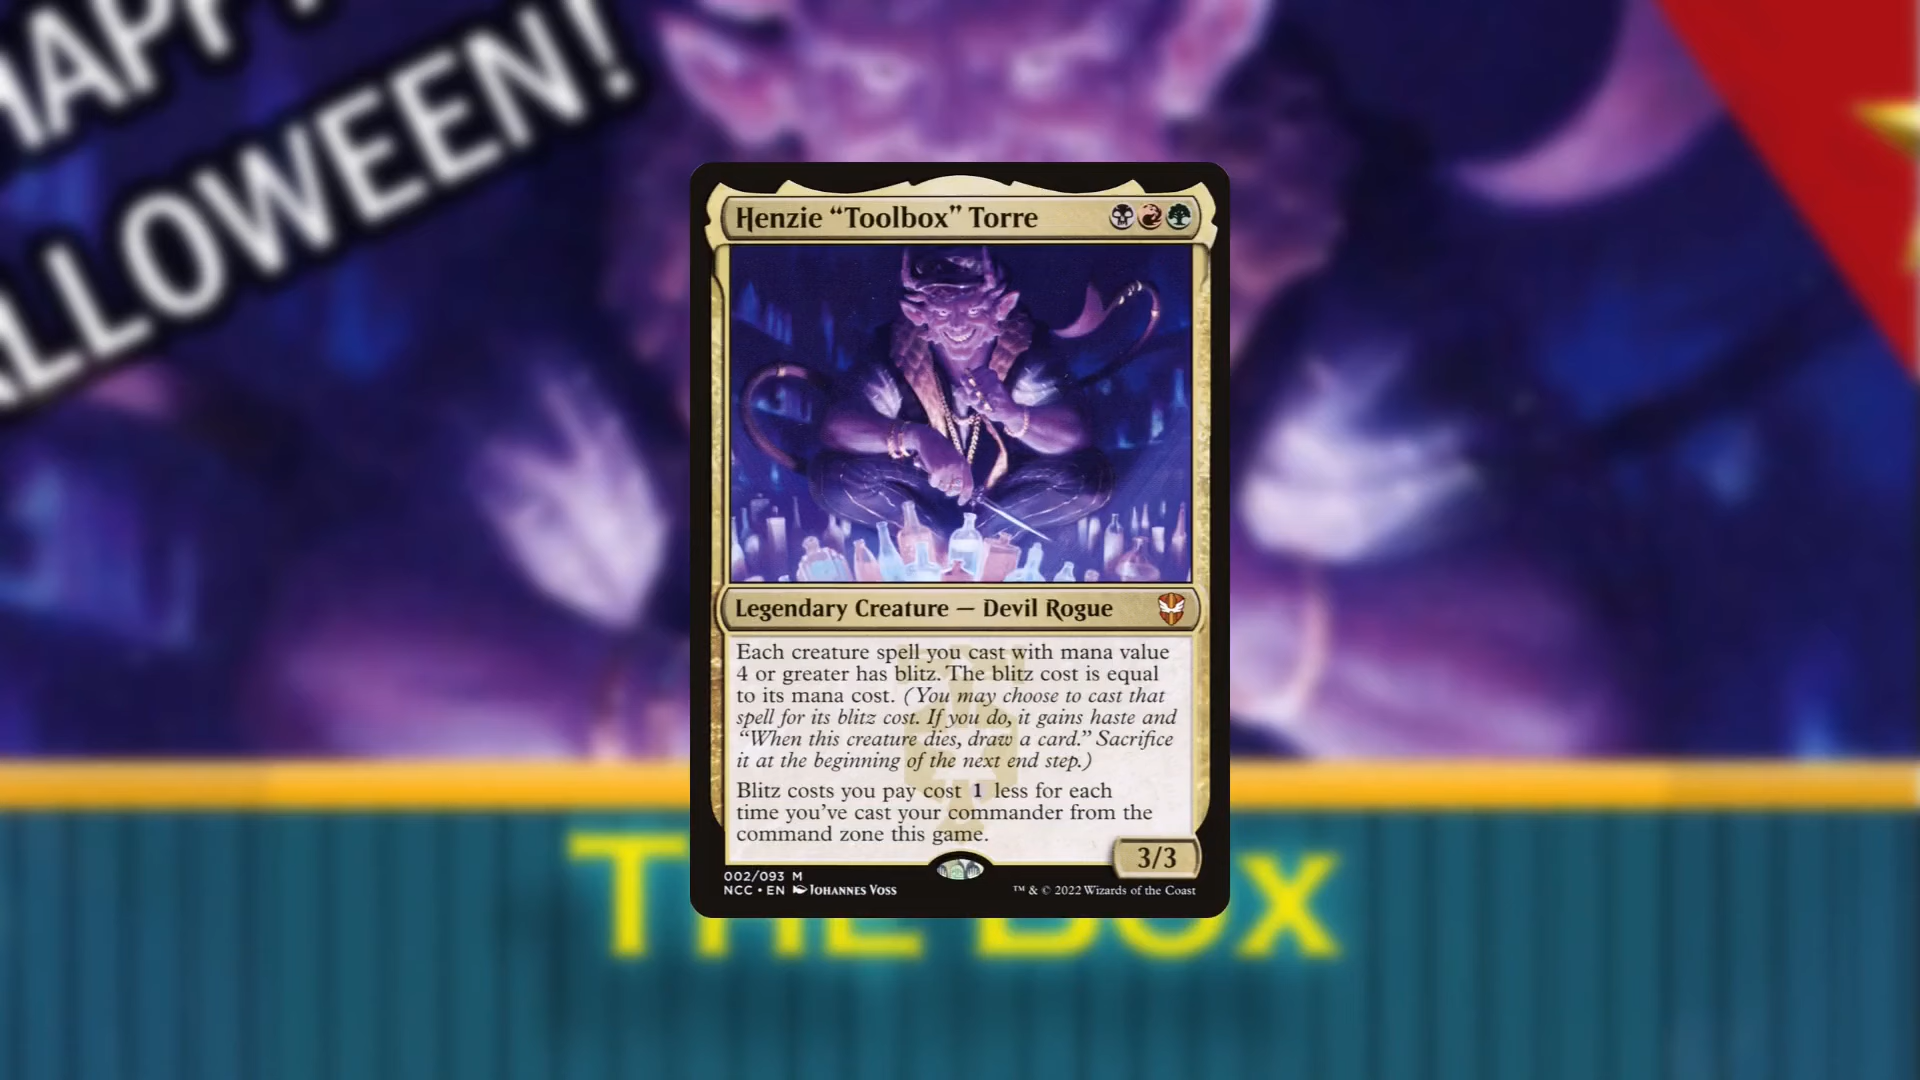 HAPPY
HALLOWEEN!
Henzie “Toolbox” Torre
Legendary Creature — Devil Rogue
Each creature spell you cast with mana value
4 or greater has blitz. The blitz cost is equal
to its mana cost. (You may choose to cast that
spell for its blitz cost. If you do, it gains haste and
“When this creature dies, draw a card.” Sacrifice
it at the beginning of the next end step.)
Blitz costs you pay cost 1 less for each
time you’ve cast your commander from the
command zone this game.
3/3
002/093 M
NCC • EN Johannes Voss
™ & © 2022 Wizards of the Coast
THE BOX